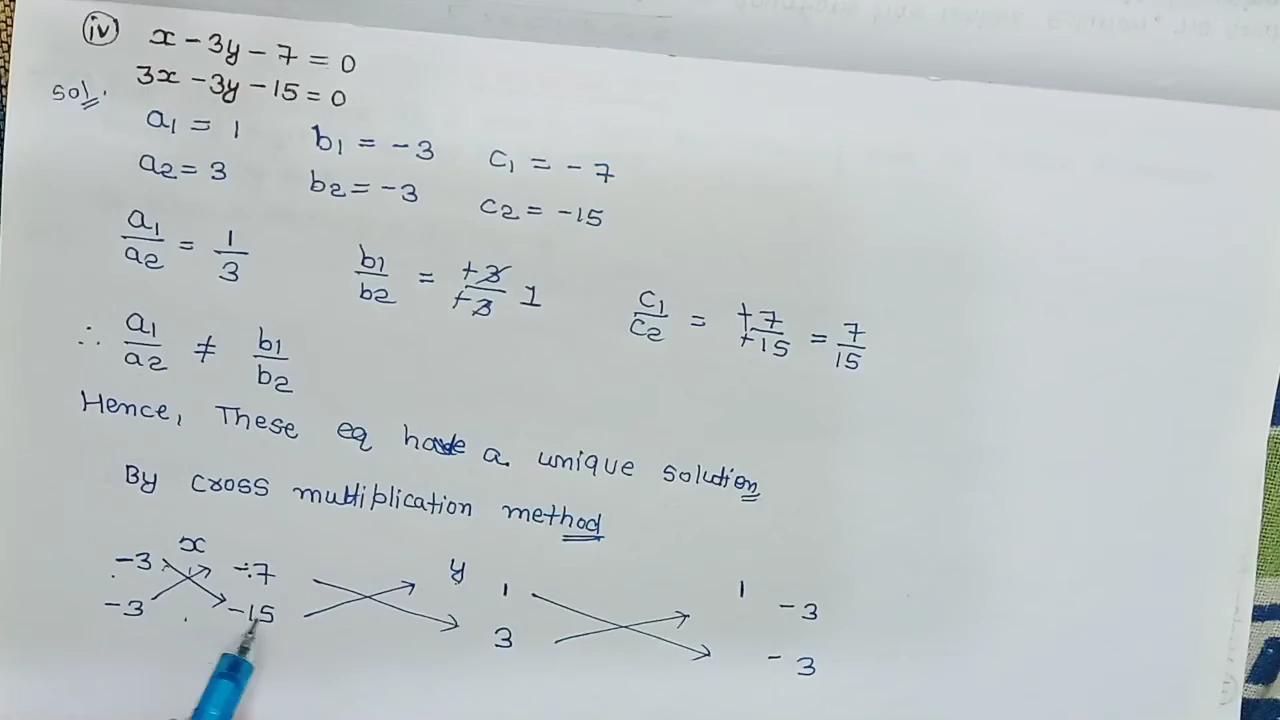 (iv) x - 3y - 7 = 0
3x - 3y - 15 = 0
Sol.
a1 = 1 b1 = -3 c1 = -7
a2 = 3 b2 = -3 c2 = -15
a1/a2 = 1/3 b1/b2 = +3/+3 1 c1/c2 = +7/+15 = 7/15
∴ a1/a2 ≠ b1/b2
Hence, These eq have a unique solution
By cross multiplication method
x y 1
-3 -7 1 -3
-3 -15 3 -3